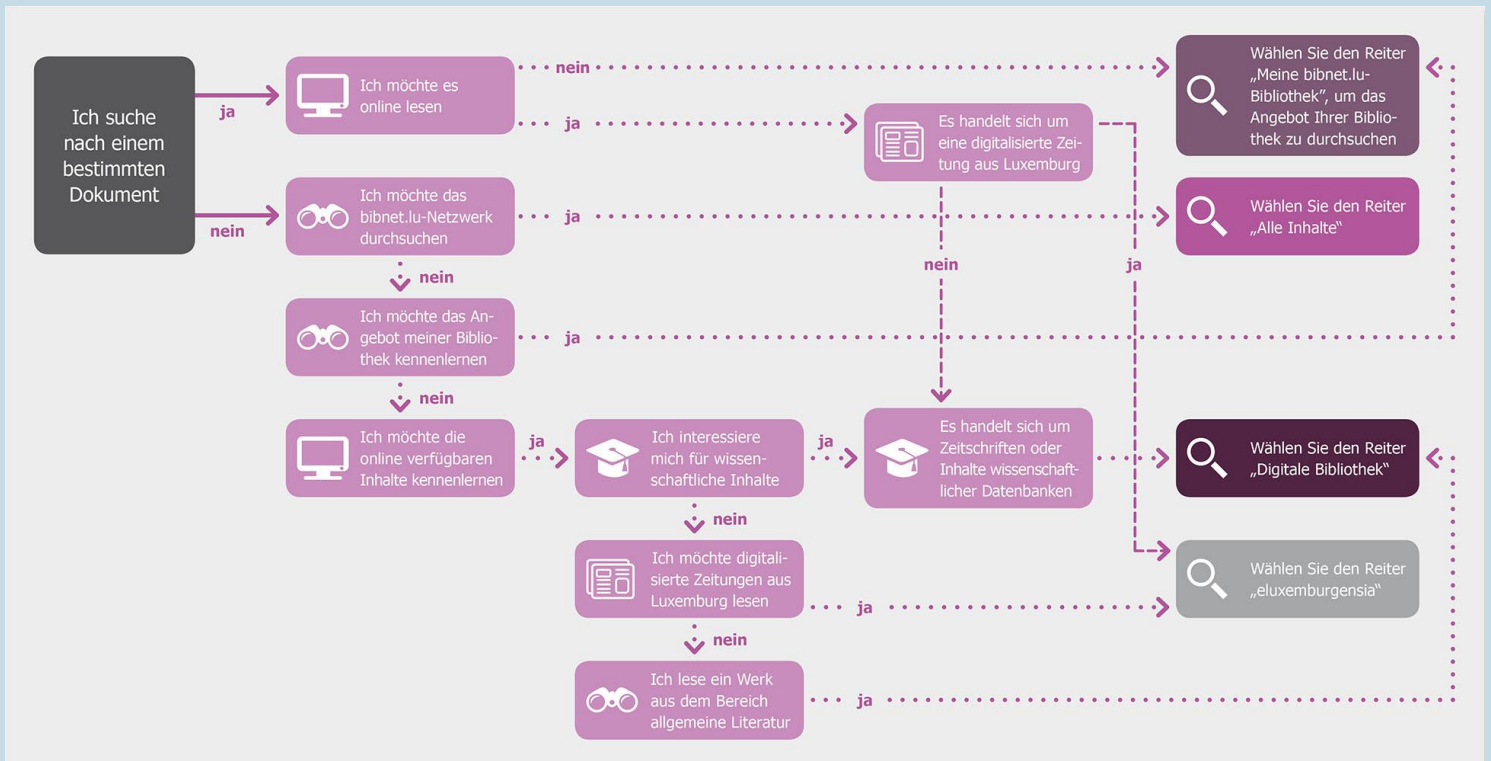 Ich suche
nach einem
bestimmten
Dokument
ja
nein
Ich möchte es
online lesen
nein
ja
Es handelt sich um
eine digitalisierte Zei-
tung aus Luxemburg
nein
ja
Wählen Sie den Reiter
„Meine bibnet.lu-
Bibliothek”, um das
Angebot Ihrer Biblio-
thek zu durchsuchen
Ich möchte das
bibnet.lu-Netzwerk
durchsuchen
ja
nein
Wählen Sie den Reiter
„Alle Inhalte“
Ich möchte das An-
gebot meiner Biblio-
thek kennenlernen
ja
nein
Ich möchte die
online verfügbaren
Inhalte kennenlernen
ja
Ich interessiere
mich für wissen-
schaftliche Inhalte
ja
nein
Es handelt sich um
Zeitschriften oder
Inhalte wissenschaft-
licher Datenbanken
Wählen Sie den Reiter
„Digitale Bibliothek“
Ich möchte digitali-
sierte Zeitungen aus
Luxemburg lesen
ja
nein
Wählen Sie den Reiter
„eluxemburgensia“
Ich lese ein Werk
aus dem Bereich
allgemeine Literatur
ja